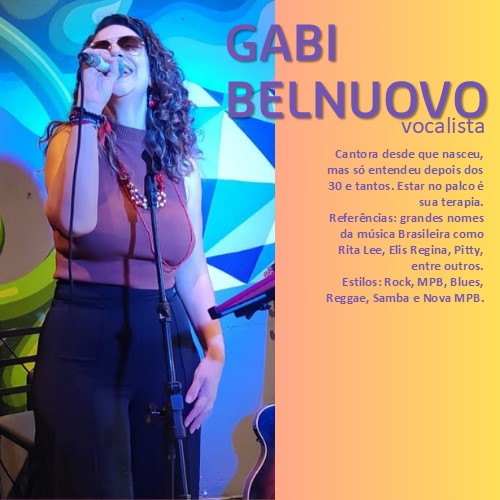 GABI
BELNUOVO
vocalista
Cantora desde que nasceu,
mas só entendeu depois dos
30 e tantos. Estar no palco é
sua terapia.
Referências: grandes nomes
da música Brasileira como
Rita Lee, Elis Regina, Pitty,
entre outros.
Estilos: Rock, MPB, Blues,
Reggae, Samba e Nova MPB.